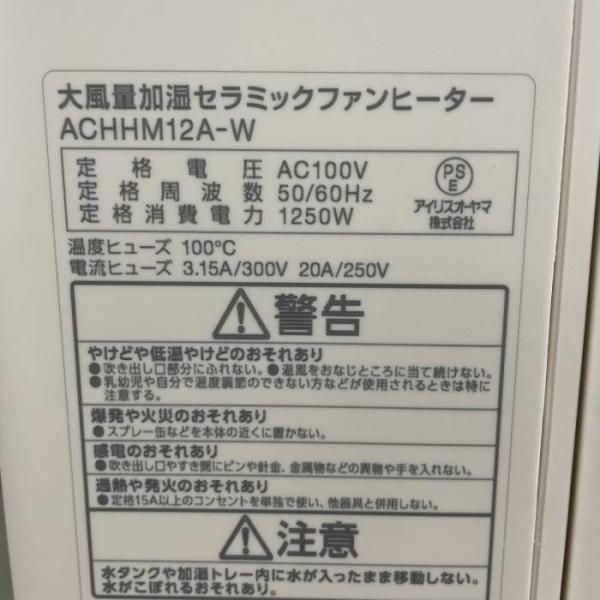 大風量加湿セラミックファンヒーター
ACHHM12A-W
定格電圧 AC100V
定格周波数 50/60Hz
定格消費電力 1250W
PS
E
アイリスオーヤマ
株式会社
温度ヒューズ 100℃
電流ヒューズ 3.15A/300V 20A/250V
警告
やけどや低温やけどのおそれあり
●吹き出し口部分にふれない。●温風をおなじところに当て続けない。
●乳幼児や自分で温度調節のできない方などが使用されるときは特に
注意する。
爆発や火災のおそれあり
●スプレー缶などを本体の近くに置かない。
感電のおそれあり
●吹き出し口やすき間にピンや針金、金属物などの異物や手を入れない。
過熱や発火のおそれあり
●定格15A以上のコンセントを単独で使い、他器具と併用しない。
注意
水タンクや加湿トレー内に水が入ったまま移動しない。
水がこぼれるおそれあり